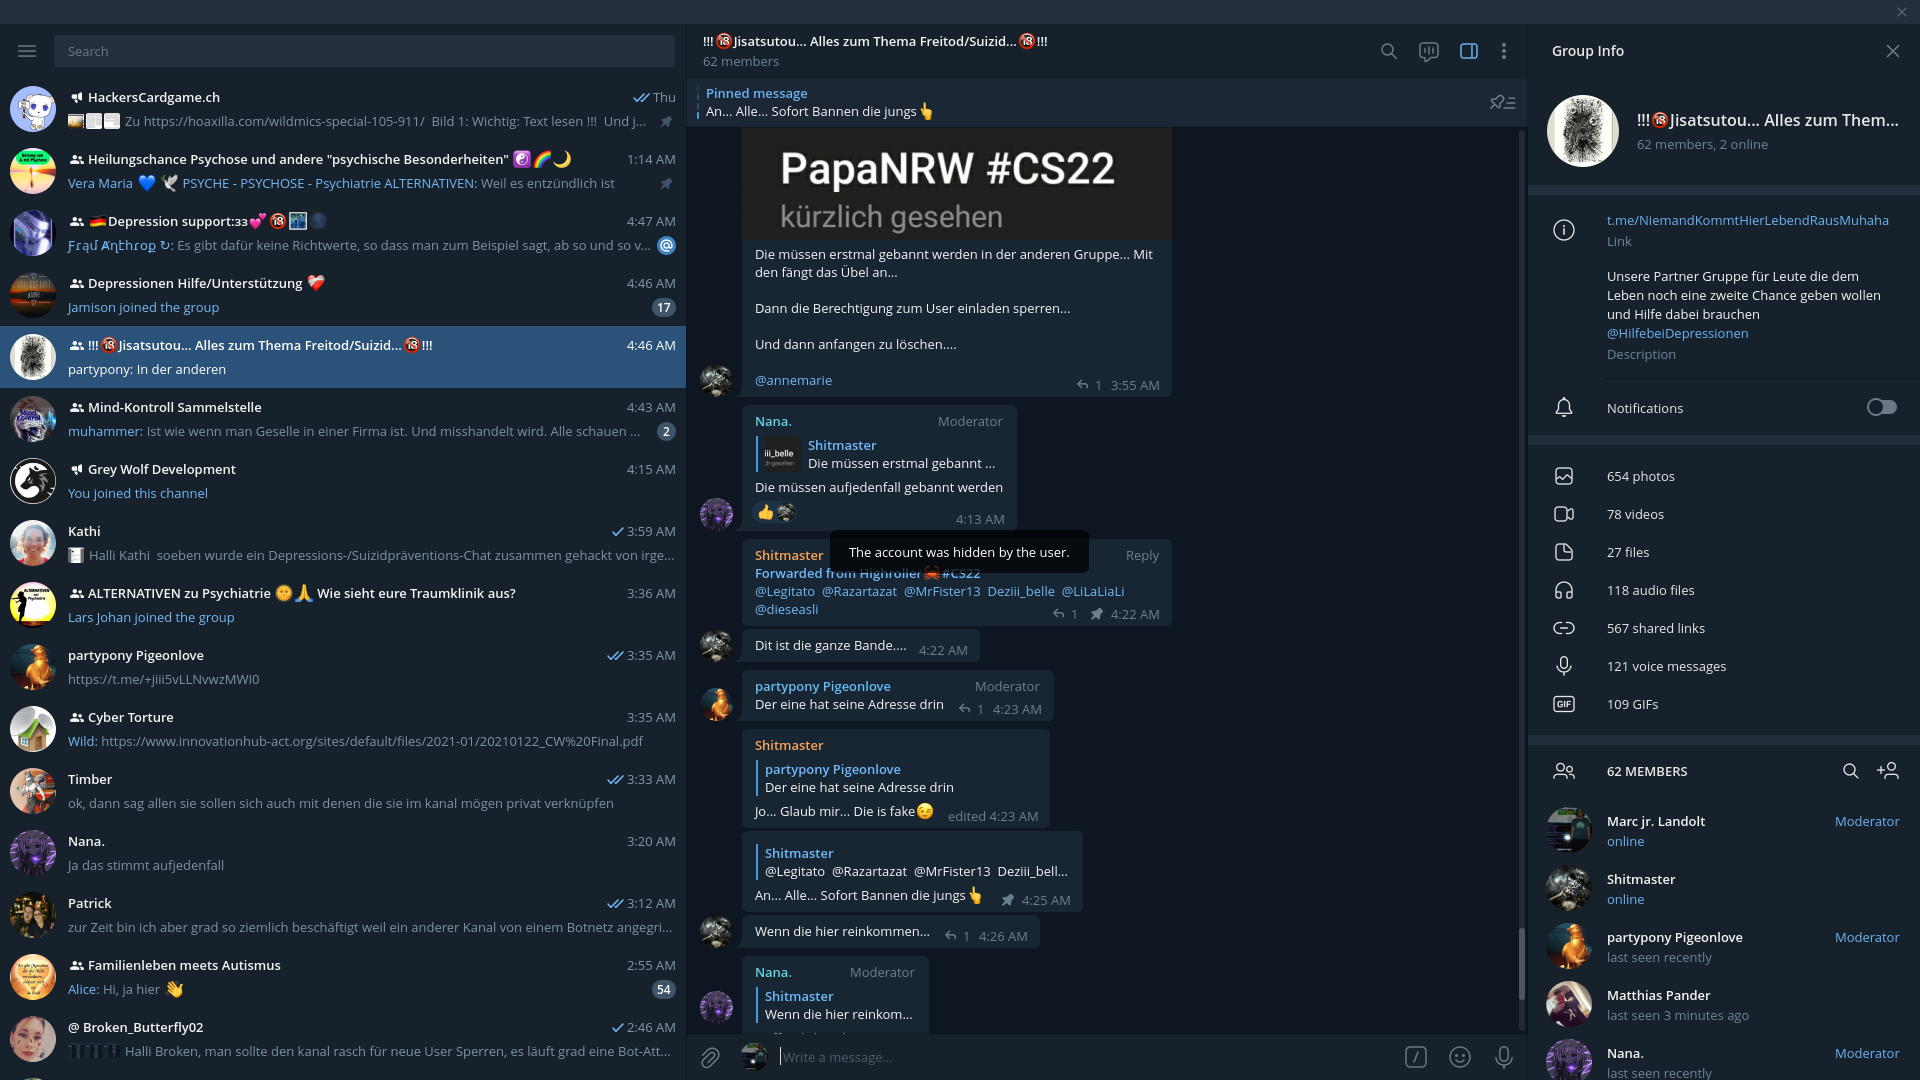 Search
HackersCardgame.ch
Thu
Zu https://hoaxilla.com/wildmics-special-105-911/ Bild 1: Wichtig: Text lesen !!! Und j...
Heilungschance Psychose und andere "psychische Besonderheiten" ☯️🌈🌙
1:14 AM
Vera Maria 💙 🕊️ PSYCHE - PSYCHOSE - Psychiatrie ALTERNATIVEN: Weil es entzündlich ist
🇩🇪Depression support:зз💕🔞
4:47 AM
Es gibt dafür keine Richtwerte, so dass man zum Beispiel sagt, ab so und so v...
@
Depressionen Hilfe/Unterstützung ❤️‍🩹
4:46 AM
Jamison joined the group
17
!!!🔞Jisatsutou... Alles zum Thema Freitod/Suizid...🔞!!!
4:46 AM
partypony: In der anderen
Mind-Kontroll Sammelstelle
4:43 AM
muhammer: Ist wie wenn man Geselle in einer Firma ist. Und misshandelt wird. Alle schauen ...
2
Grey Wolf Development
4:15 AM
You joined this channel
Kathi
3:59 AM
Halli Kathi soeben wurde ein Depressions-/Suizidpräventions-Chat zusammen gehackt von irge...
ALTERNATIVEN zu Psychiatrie 🌞🙏 Wie sieht eure Traumklinik aus?
3:36 AM
Lars Johan joined the group
partypony Pigeonlove
3:35 AM
https://t.me/+jiii5vLLNvwzMWI0
Cyber Torture
3:35 AM
Wild: https://www.innovationhub-act.org/sites/default/files/2021-01/20210122_CW%20Final.pdf
Timber
3:33 AM
ok, dann sag allen sie sollen sich auch mit denen die sie im kanal mögen privat verknüpfen
Nana.
3:20 AM
Ja das stimmt aufjedenfall
Patrick
3:12 AM
zur Zeit bin ich aber grad so ziemlich beschäftigt weil ein anderer Kanal von einem Botnetz angegri...
Familienleben meets Autismus
2:55 AM
Alice: Hi, ja hier 👋
54
@ Broken_Butterfly02
2:46 AM
Halli Broken, man sollte den kanal rasch für neue User Sperren, es läuft grad eine Bot-Att...
!!!🔞Jisatsutou... Alles zum Thema Freitod/Suizid...🔞!!!
62 members
Pinned message
An... Alle... Sofort Bannen die jungs👆
PapaNRW #CS22
kürzlich gesehen
Die müssen erstmal gebannt werden in der anderen Gruppe... Mit
den fängt das Übel an...
Dann die Berechtigung zum User einladen sperren...
Und dann anfangen zu löschen....
@annemarie
1 3:55 AM
Nana.
Moderator
iii_belle
Shitmaster
Die müssen erstmal gebannt ...
Die müssen aufjedenfall gebannt werden
👍
4:13 AM
The account was hidden by the user.
Shitmaster
Reply
Forwarded from Highroller🦀#CS22
@Legitato @Razartazat @MrFister13 Deziii_belle @LiLaLiaLi
@dieseasli
1 4:22 AM
Dit ist die ganze Bande....
4:22 AM
partypony Pigeonlove
Moderator
Der eine hat seine Adresse drin
1 4:23 AM
Shitmaster
partypony Pigeonlove
Der eine hat seine Adresse drin
Jo... Glaub mir... Die is fake😉
edited 4:23 AM
Shitmaster
@Legitato @Razartazat @MrFister13 Deziii_bell...
An... Alle... Sofort Bannen die jungs👆
4:25 AM
Wenn die hier reinkommen...
1 4:26 AM
Nana.
Moderator
Shitmaster
Wenn die hier reinkom...
Write a message...
Group Info
!!!🔞Jisatsutou... Alles zum Them...
62 members, 2 online
t.me/NiemandKommtHierLebendRausMuhaha
Link
Unsere Partner Gruppe für Leute die dem
Leben noch eine zweite Chance geben wollen
und Hilfe dabei brauchen
@HilfebeiDepressionen
Description
Notifications
654 photos
78 videos
27 files
118 audio files
567 shared links
121 voice messages
GIF
109 GIFs
62 MEMBERS
Marc jr. Landolt
Moderator
online
Shitmaster
online
partypony Pigeonlove
Moderator
last seen recently
Matthias Pander
last seen 3 minutes ago
Nana.
Moderator
last seen recently